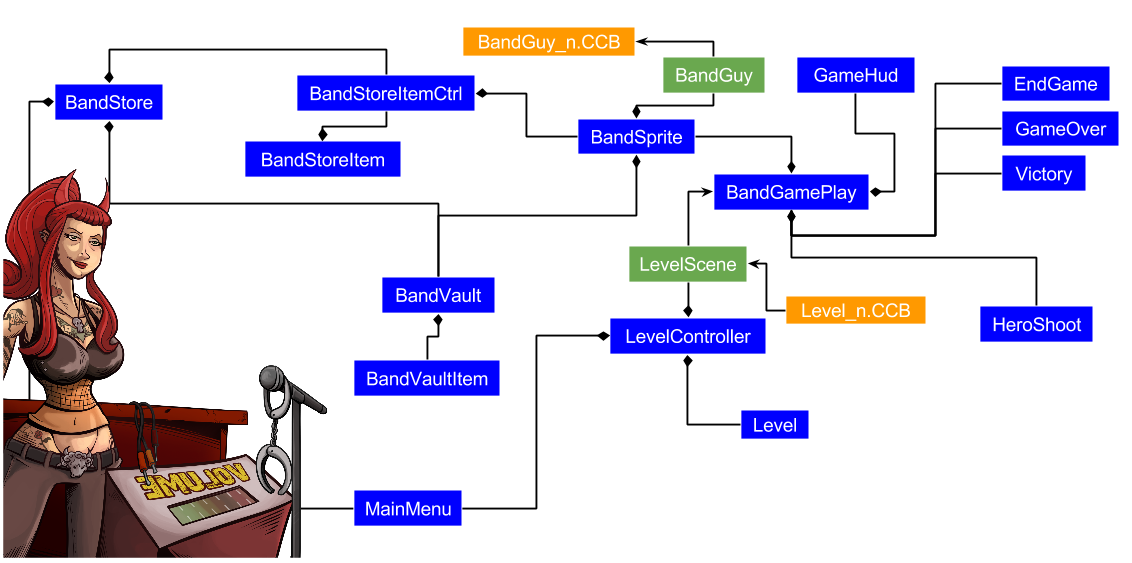 BandGuy_n.CCB
BandGuy
GameHud
EndGame
BandStore
BandStoreItemCtrl
GameOver
BandStoreItem
BandSprite
Victory
BandGamePlay
LevelScene
BandVault
Level_n.CCB
HeroShoot
LevelController
BandVaultItem
Level
VOLUME
MainMenu